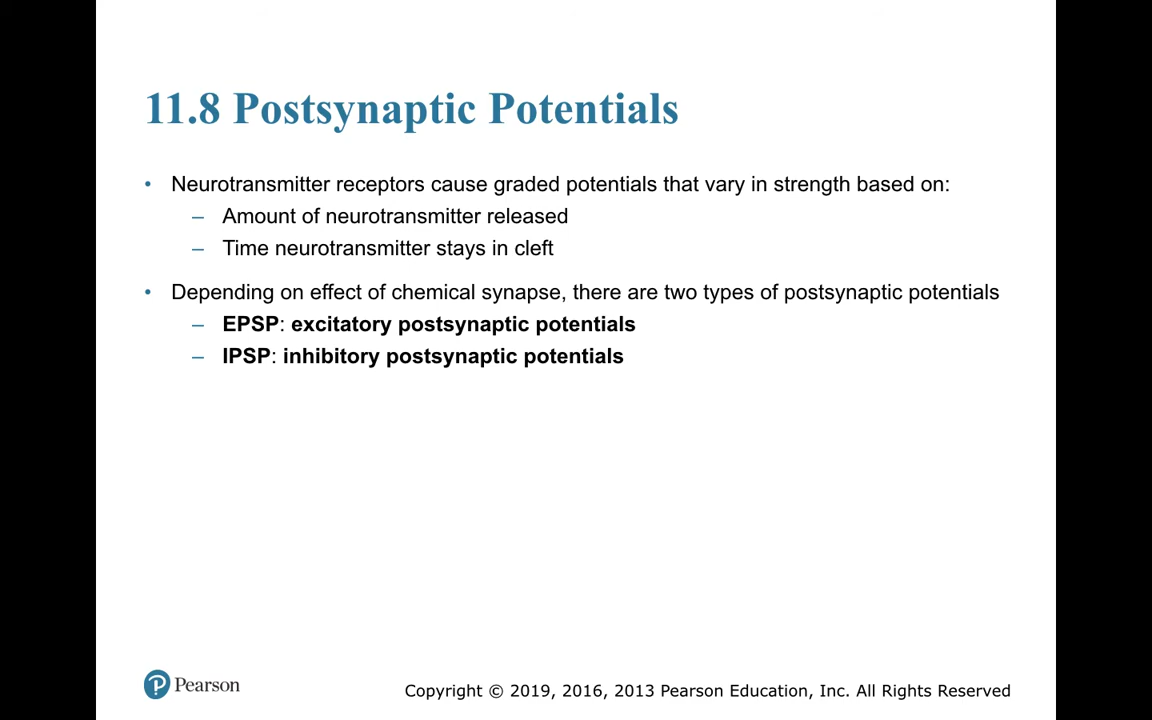 11.8 Postsynaptic Potentials
• Neurotransmitter receptors cause graded potentials that vary in strength based on:
– Amount of neurotransmitter released
– Time neurotransmitter stays in cleft
• Depending on effect of chemical synapse, there are two types of postsynaptic potentials
– EPSP: excitatory postsynaptic potentials
– IPSP: inhibitory postsynaptic potentials
P Pearson
Copyright © 2019, 2016, 2013 Pearson Education, Inc. All Rights Reserved